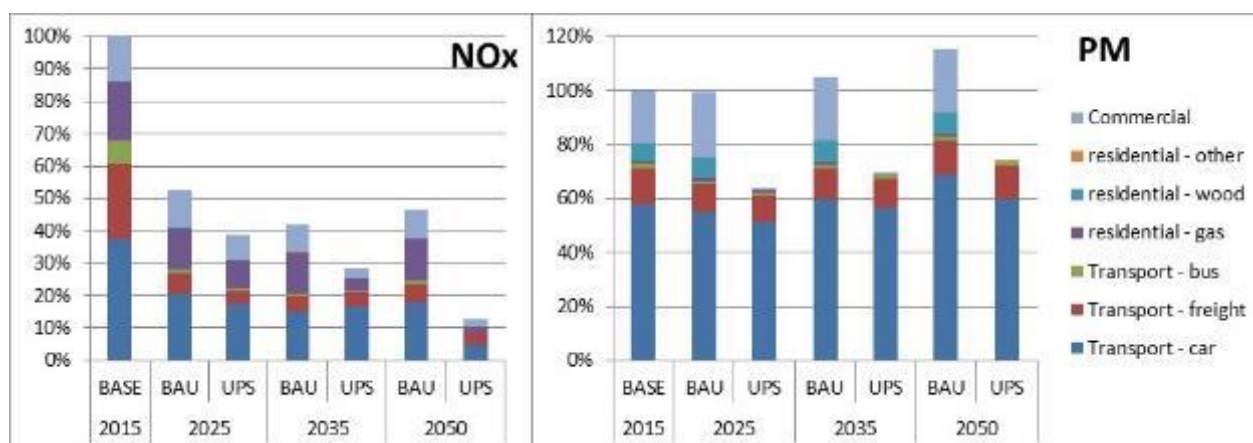 NOx
100%
90%
80%
70%
60%
50%
40%
30%
20%
10%
0%
BASE BAU UPS BAU UPS BAU UPS
2015 2025 2035 2050
PM
120%
100%
80%
60%
40%
20%
0%
BASE BAU UPS BAU UPS BAU UPS
2015 2025 2035 2050
Commercial
residential - other
residential - wood
residential - gas
Transport - bus
Transport - freight
Transport - car